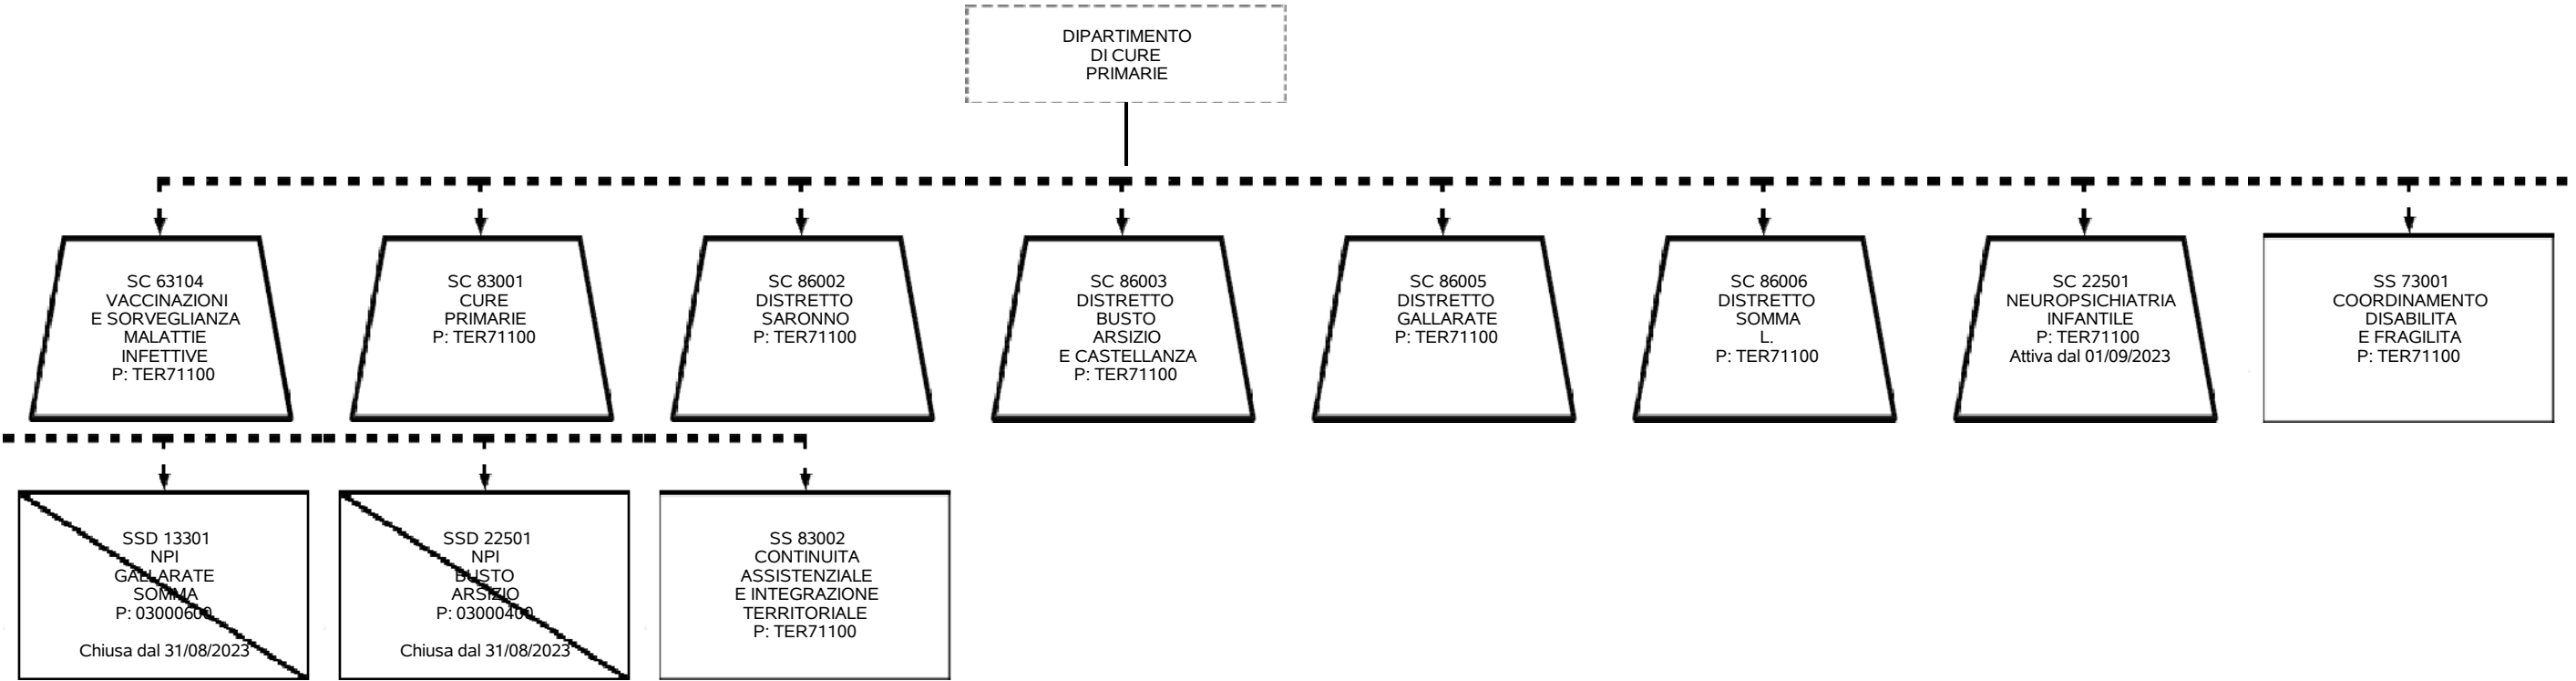 DIPARTIMENTO
DI CURE
PRIMARIE
SC 63104
VACCINAZIONI
E SORVEGLIANZA
MALATTIE
INFETTIVE
P: TER71100
SC 83001
CURE
PRIMARIE
P: TER71100
SC 86002
DISTRETTO
SARONNO
P: TER71100
SC 86003
DISTRETTO
BUSTO
ARSIZIO
E CASTELLANZA
P: TER71100
SC 86005
DISTRETTO
GALLARATE
P: TER71100
SC 86006
DISTRETTO
SOMMA
L.
P: TER71100
SC 22501
NEUROPSICHIATRIA
INFANTILE
P: TER71100
Attiva dal 01/09/2023
SS 73001
COORDINAMENTO
DISABILITA
E FRAGILITA
P: TER71100
SSD 13301
NPI
GALLARATE
SOMMA
P: 03000600
Chiusa dal 31/08/2023
SSD 22501
NPI
BUSTO
ARSIZIO
P: 03000400
Chiusa dal 31/08/2023
SS 83002
CONTINUITA
ASSISTENZIALE
E INTEGRAZIONE
TERRITORIALE
P: TER71100